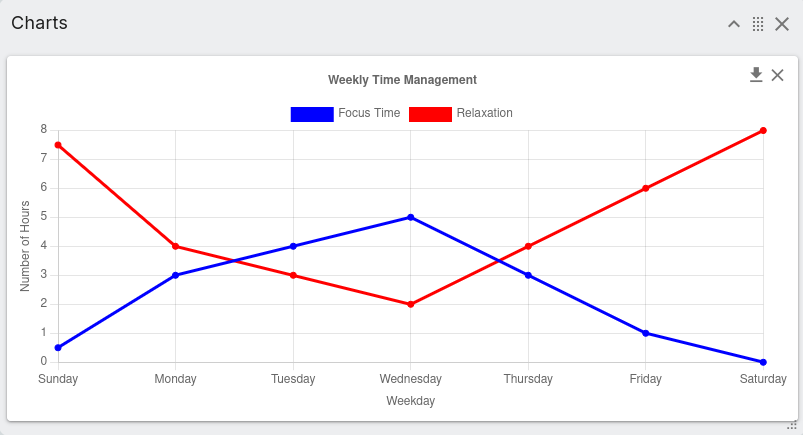 Charts
Weekly Time Management
Focus Time Relaxation
Number of Hours
8
7
6
5
4
3
2
1
0
Sunday Monday Tuesday Wednesday Thursday Friday Saturday
Weekday